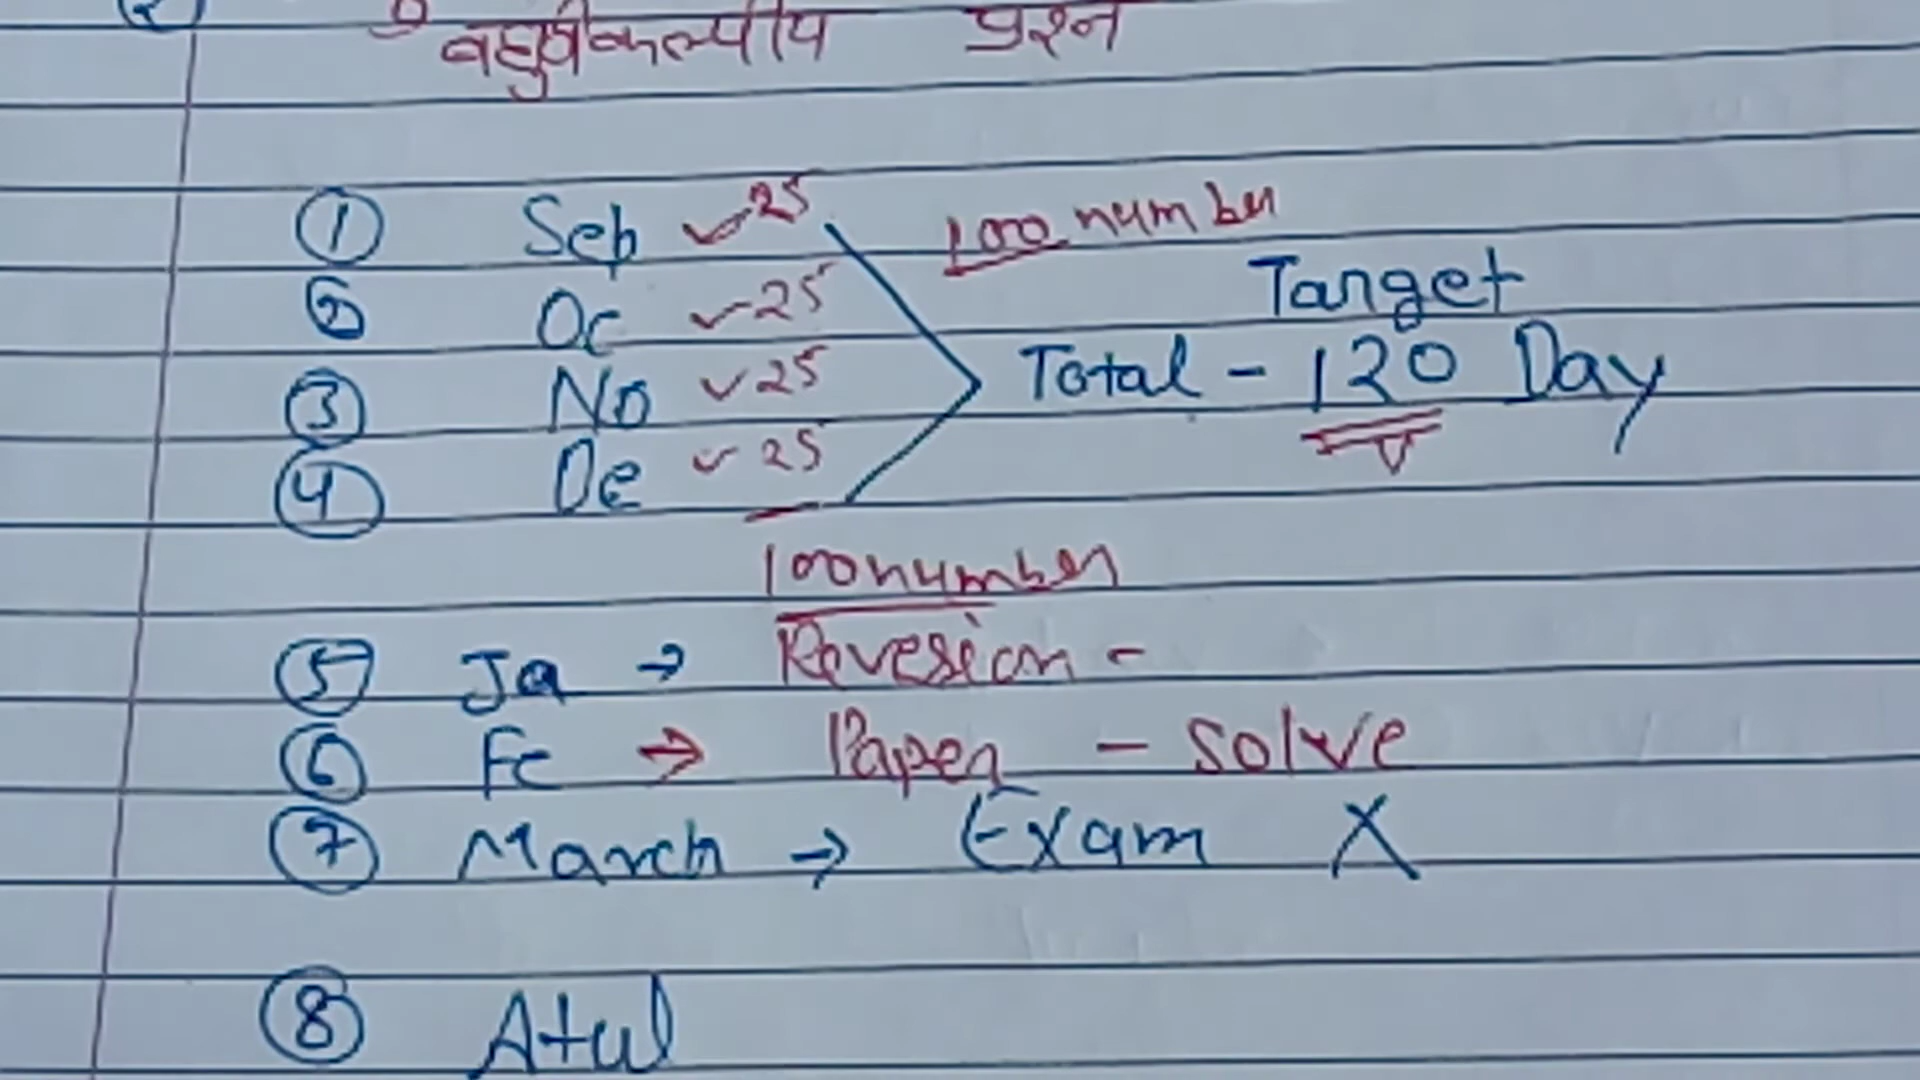 बहुविकल्पीय प्रश्न
① Sep ✓25 100 number
② Oc ✓25 Target
③ No ✓25 Total - 120 Day
④ De ✓25
100 number
⑤ Ja → Revesion -
⑥ Fe → Paper - Solve
⑦ March → Exam X
⑧ Atul